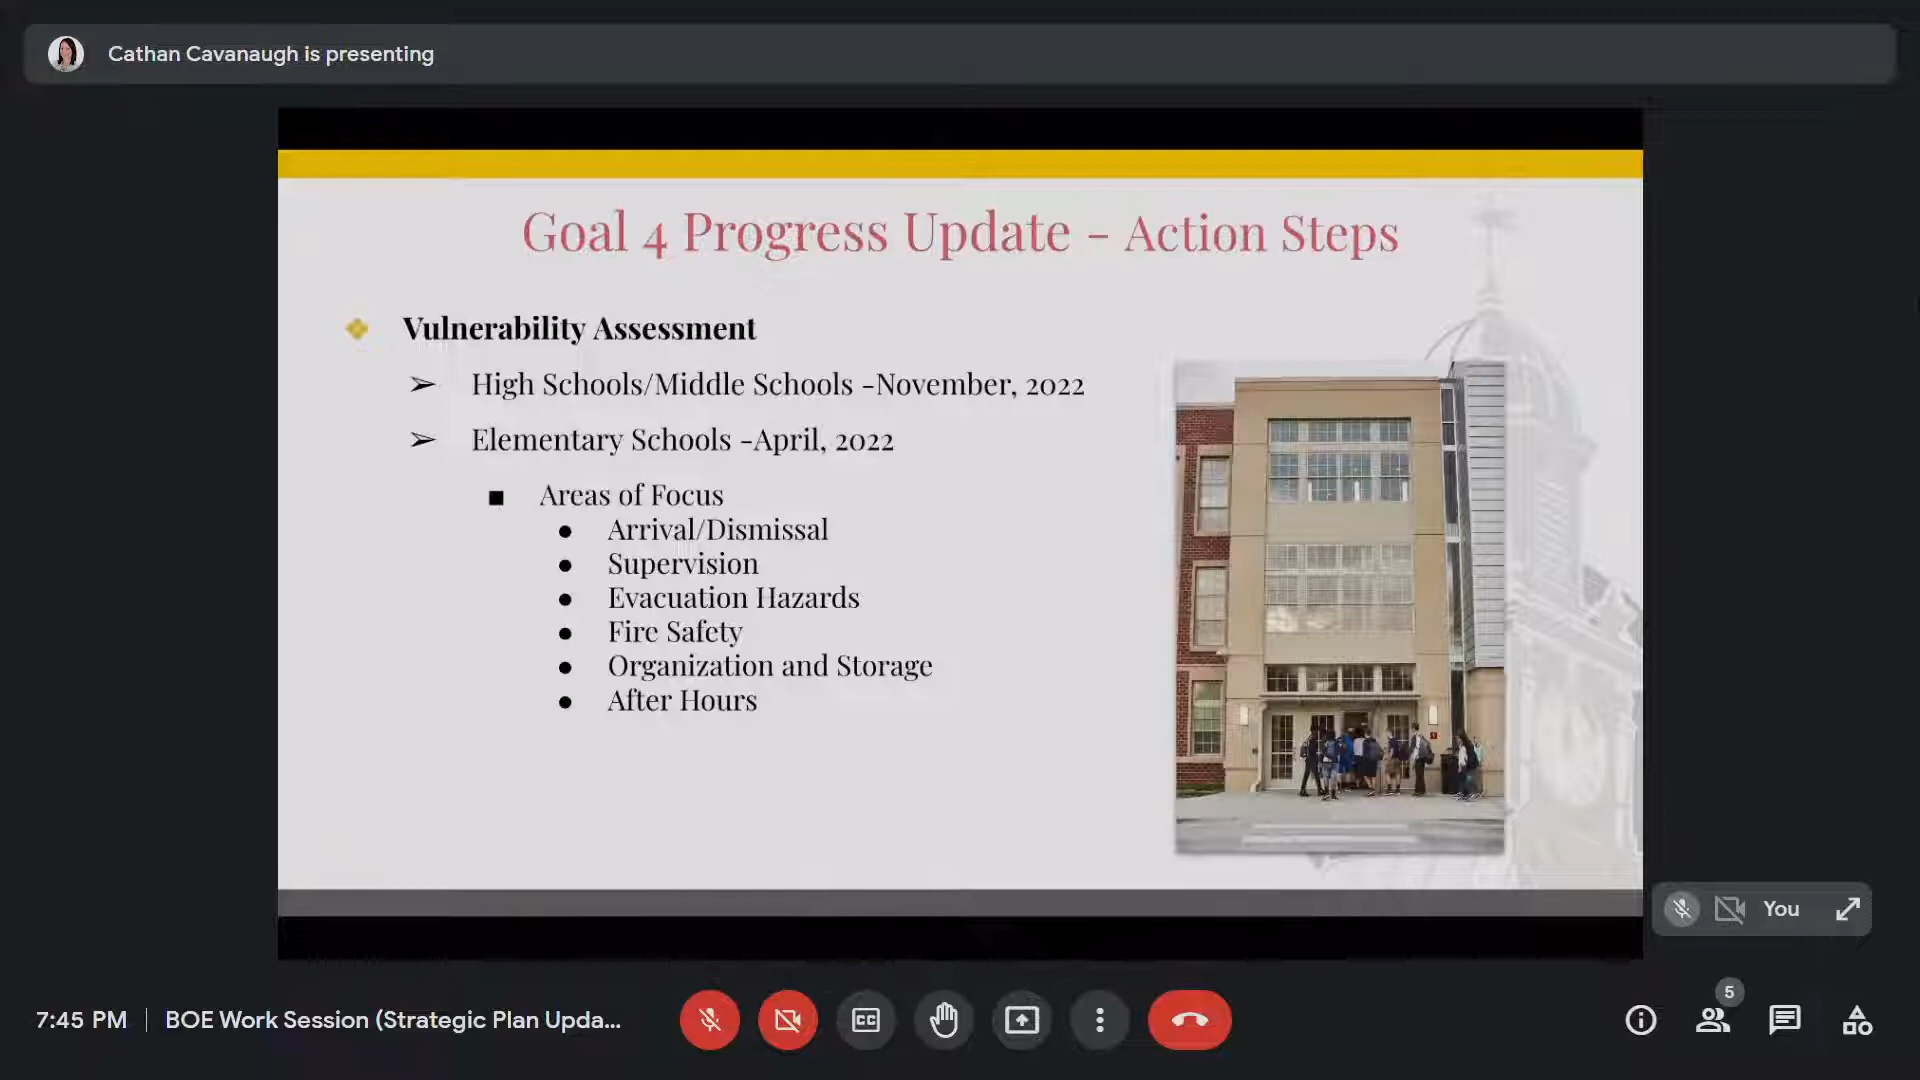 Cathan Cavanaugh is presenting
Goal 4 Progress Update - Action Steps
Vulnerability Assessment
High Schools/Middle Schools -November, 2022
Elementary Schools -April, 2022
Areas of Focus
Arrival/Dismissal
Supervision
Evacuation Hazards
Fire Safety
Organization and Storage
After Hours
You
5
7:45 PM | BOE Work Session (Strategic Plan Upda...
CC